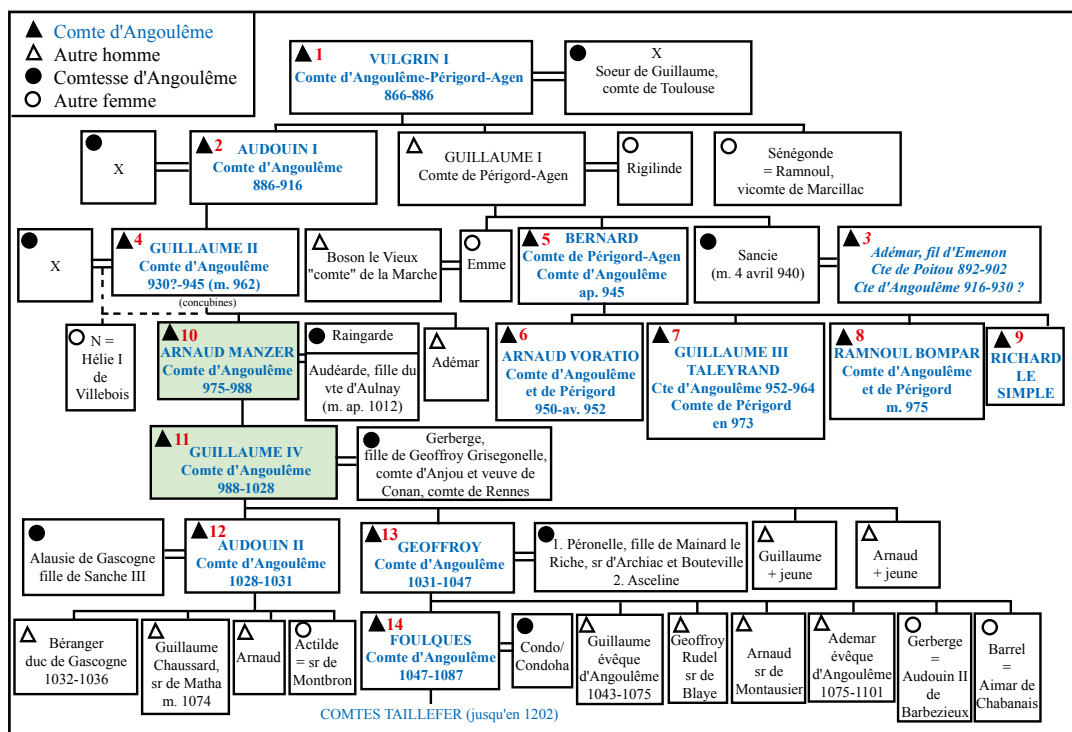 Comte d'Angoulême
Autre homme
Comtesse d'Angoulême
Autre femme
1
VULGRIN I
Comte d'Angoulême-Périgord-Agen
866-886
X
Soeur de Guillaume,
comte de Toulouse
X
2
AUDOUIN I
Comte d'Angoulême
886-916
GUILLAUME I
Comte de Périgord-Agen
Rigilinde
Sénégonde
= Ramnoul,
vicomte de Marcillac
X
4
GUILLAUME II
Comte d'Angoulême
930?-945 (m. 962)
(concubines)
Boson le Vieux
"comte" de la Marche
Emme
5
BERNARD
Comte de Périgord-Agen
Comte d'Angoulême
ap. 945
Sancie
(m. 4 avril 940)
3
Adémar, fil d'Emenon
Cte de Poitou 892-902
Cte d'Angoulême 916-930 ?
N =
Hélie I
de
Villebois
10
ARNAUD MANZER
Comte d'Angoulême
975-988
Raingarde
Audéarde, fille du
vte d'Aulnay
(m. ap. 1012)
Adémar
6
ARNAUD VORATIO
Comte d'Angoulême
et de Périgord
950-av. 952
7
GUILLAUME III
TALEYRAND
Cte d'Angoulême 952-964
Comte de Périgord
en 973
8
RAMNOUL BOMPAR
Comte d'Angoulême
et de Périgord
m. 975
9
RICHARD
LE
SIMPLE
11
GUILLAUME IV
Comte d'Angoulême
988-1028
Gerberge,
fille de Geoffroy Grisegonelle,
comte d'Anjou et veuve de
Conan, comte de Rennes
Alausie de Gascogne
fille de Sanche III
12
AUDOUIN II
Comte d'Angoulême
1028-1031
13
GEOFFROY
Comte d'Angoulême
1031-1047
1. Péronelle, fille de Mainard le
Riche, sr d'Archiac et Bouteville
2. Asceline
Guillaume
+ jeune
Arnaud
+ jeune
Béranger
duc de Gascogne
1032-1036
Guillaume
Chaussard,
sr de Matha
m. 1074
Arnaud
Actilde
= sr de
Montbron
14
FOULQUES
Comte d'Angoulême
1047-1087
Condo/
Condoha
Guillaume
évêque
d'Angoulême
1043-1075
Geoffroy
Rudel
sr de
Blaye
Arnaud
sr de
Montausier
Ademar
évêque
d'Angoulême
1075-1101
Gerberge
=
Audouin II
de
Barbezieux
Barrel
=
Aimar de
Chabanais
COMTES TAILLEFER (jusqu'en 1202)